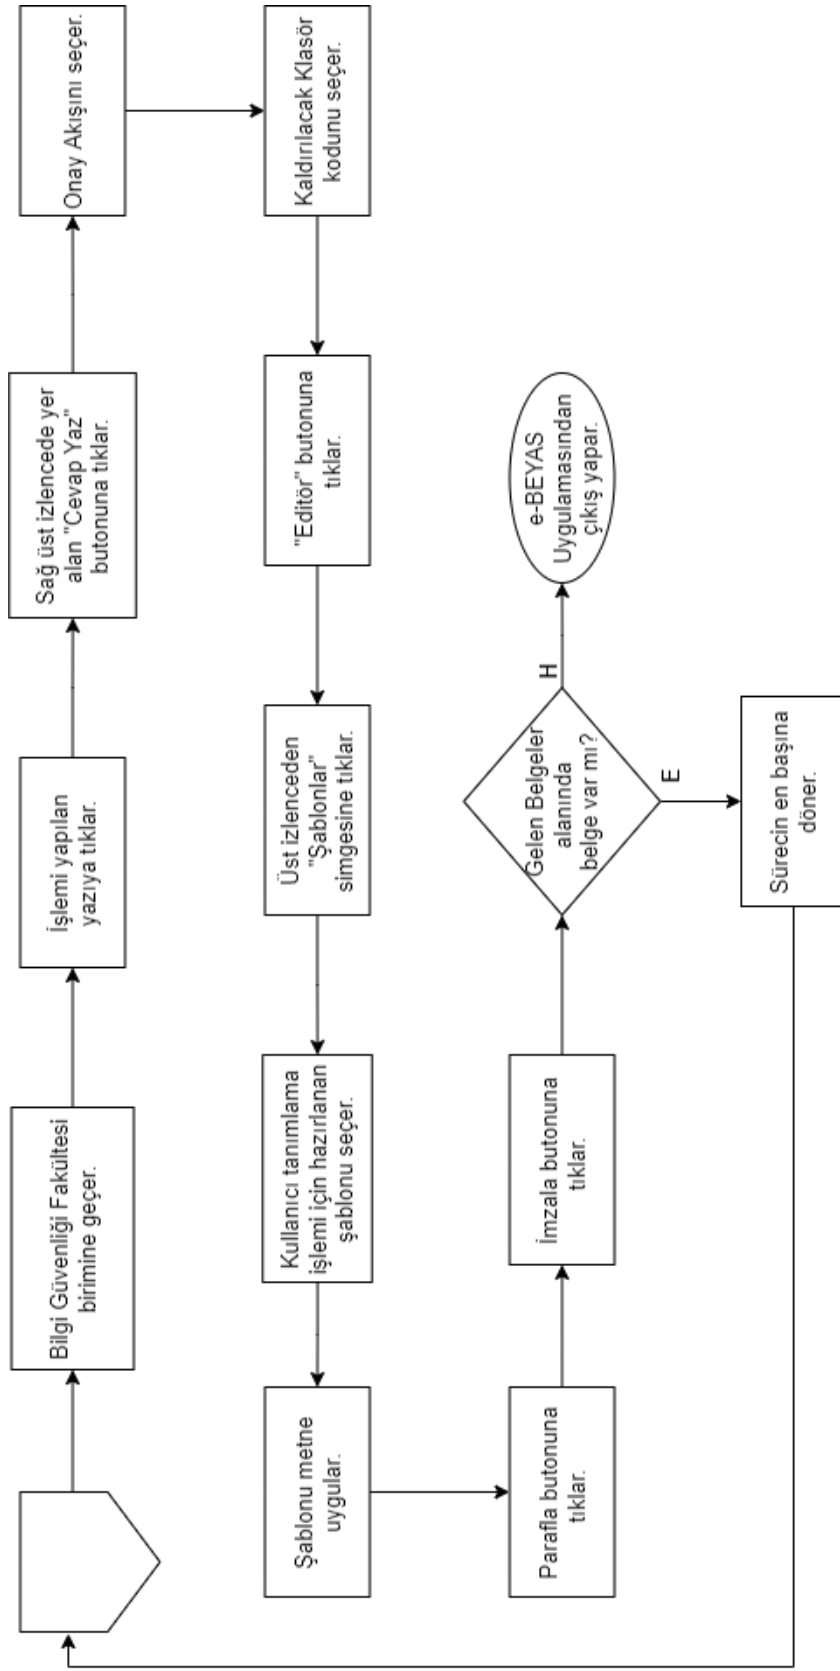 Bilgi Güvenliği Fakültesi
birimine geçer.
İşlemi yapılan
yazıya tıklar.
Sağ üst izlencede yer
alan "Cevap Yaz"
butonuna tıklar.
Onay Akışını seçer.
Kaldırılacak Klasör
kodunu seçer.
"Editör" butonuna
tıklar.
Üst izlenceden
"Şablonlar"
simgesine tıklar.
Kullanıcı tanımlama
işlemi için hazırlanan
şablonu seçer.
Şablonu metne
uygular.
Parafla butonuna
tıklar.
İmzala butonuna
tıklar.
Gelen Belgeler
alanında
belge var mı?
H
e-BEYAS
Uygulamasından
çıkış yapar.
E
Sürecin en başına
döner.